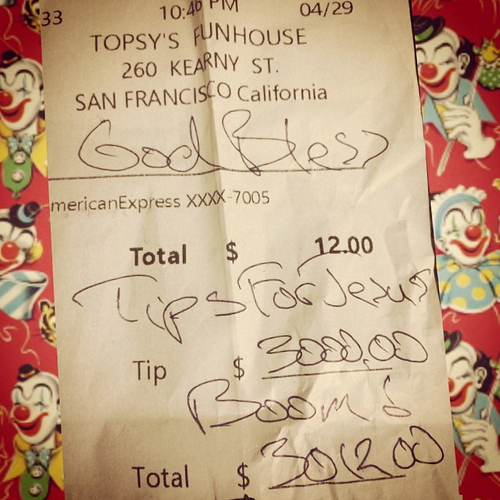 33 10:46 PM 04/29
TOPSY'S FUNHOUSE
260 KEARNY ST.
SAN FRANCISCO California
God Bless
mericanExpress XXXX-7005
Total $ 12.00
Tips For Jesus
Tip $ 3000.00
Boom!
Total $ 3012.00